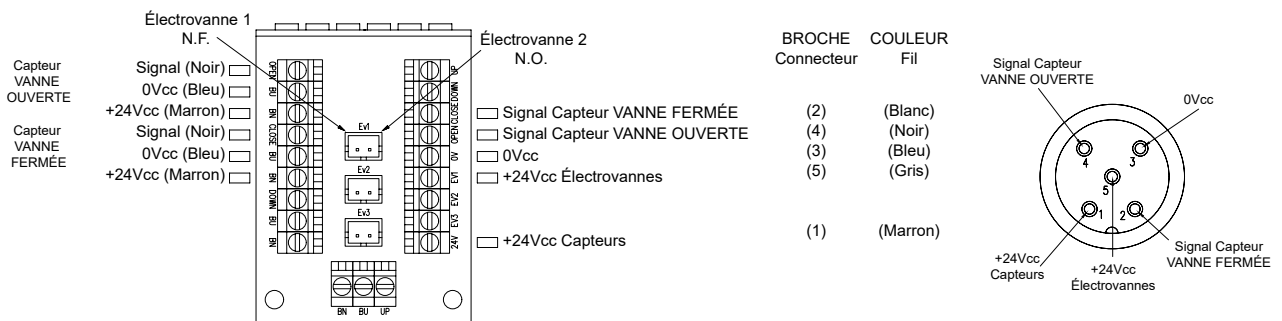 Électrovanne 1
N.F.
Électrovanne 2
N.O.
Capteur
VANNE
OUVERTE
Signal (Noir)
0Vcc (Bleu)
+24Vcc (Marron)
Capteur
VANNE
FERMÉE
Signal (Noir)
0Vcc (Bleu)
+24Vcc (Marron)
OPEN
BU
BN
CLOSE
BU
BN
DOWN
BU
BN
Ev1
Ev2
Ev3
UP
DOWN
CLOSE
OPEN
0V
EV1
EV2
EV3
24V
BN BU UP
BROCHE COULEUR
Connecteur Fil
Signal Capteur VANNE FERMÉE (2) (Blanc)
Signal Capteur VANNE OUVERTE (4) (Noir)
0Vcc (3) (Bleu)
+24Vcc Électrovannes (5) (Gris)
+24Vcc Capteurs (1) (Marron)
Signal Capteur
VANNE OUVERTE
0Vcc
4
3
5
1
2
+24Vcc
Capteurs
+24Vcc
Électrovannes
Signal Capteur
VANNE FERMÉE